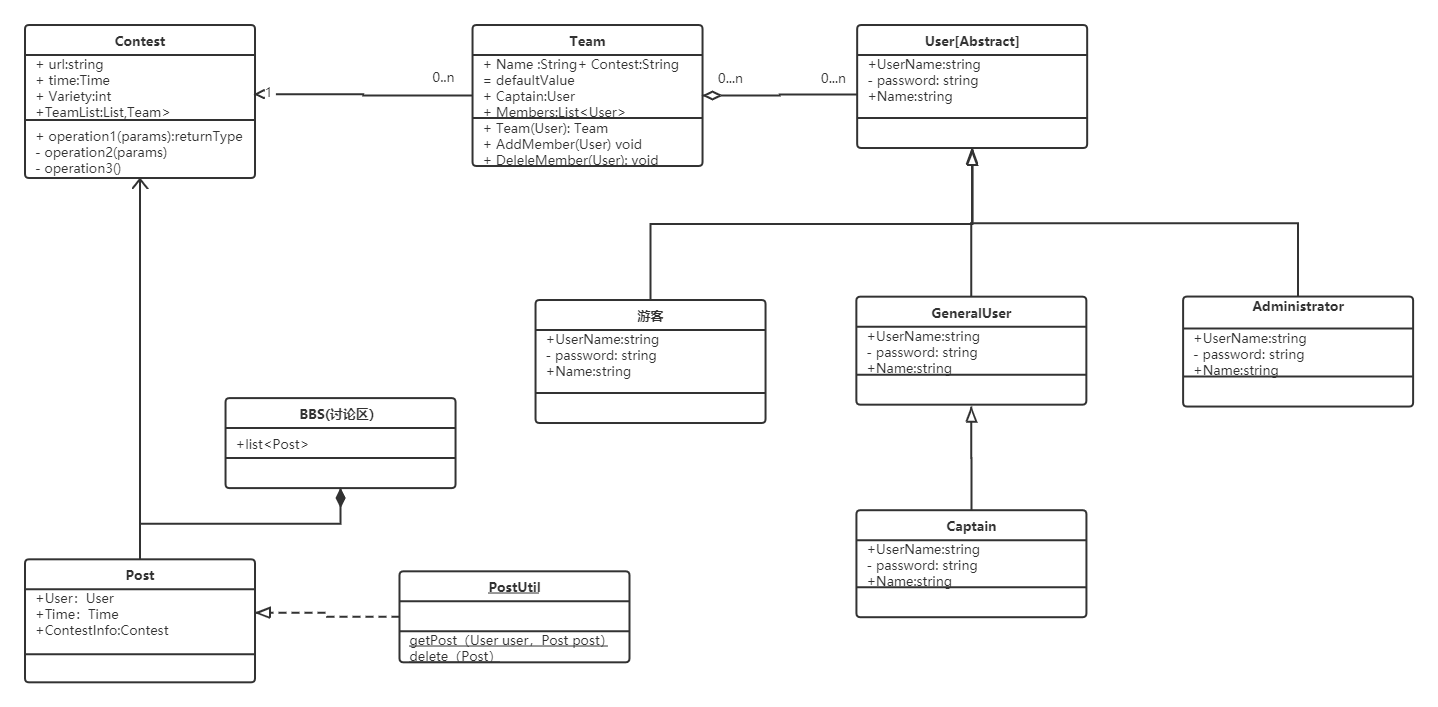 Contest
+ url:string
+ time:Time
+ Variety:int
+TeamList:List,Team>
+ operation1(params):returnType
- operation2(params)
- operation3()
1
0..n
Team
+ Name :String+ Contest:String
= defaultValue
+ Captain:User
+ Members:List<User>
+ Team(User): Team
+ AddMember(User) void
+ DeleleMember(User): void
0...n
0...n
User[Abstract]
+UserName:string
- password: string
+Name:string
游客
+UserName:string
- password: string
+Name:string
GeneralUser
+UserName:string
- password: string
+Name:string
Administrator
+UserName:string
- password: string
+Name:string
BBS(讨论区)
+list<Post>
Captain
+UserName:string
- password: string
+Name:string
Post
+User：User
+Time：Time
+ContestInfo:Contest
PostUtil
getPost（User user，Post post）
delete（Post）